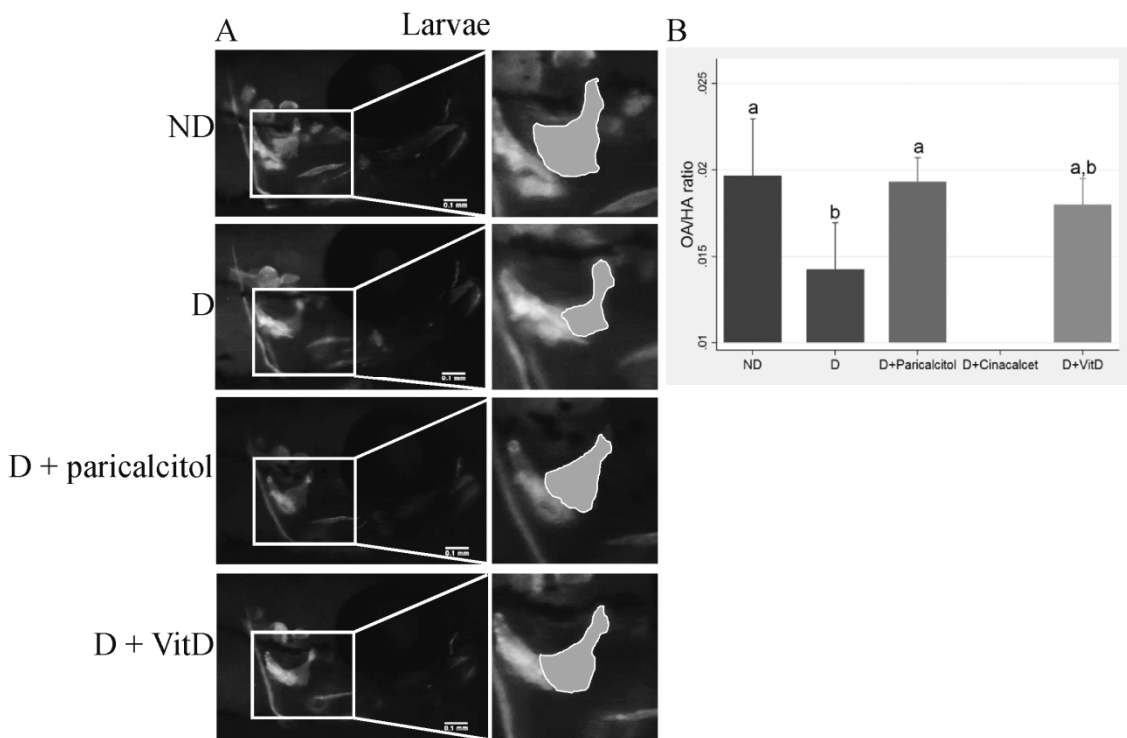 A
Larvae
ND
0.1 mm
D
0.1 mm
D + paricalcitol
0.1 mm
D + VitD
0.1 mm
B
OA/HA ratio
.025
.02
.015
.01
a
b
a
a,b
ND
D
D+Paricalcitol
D+Cinacalcet
D+VitD